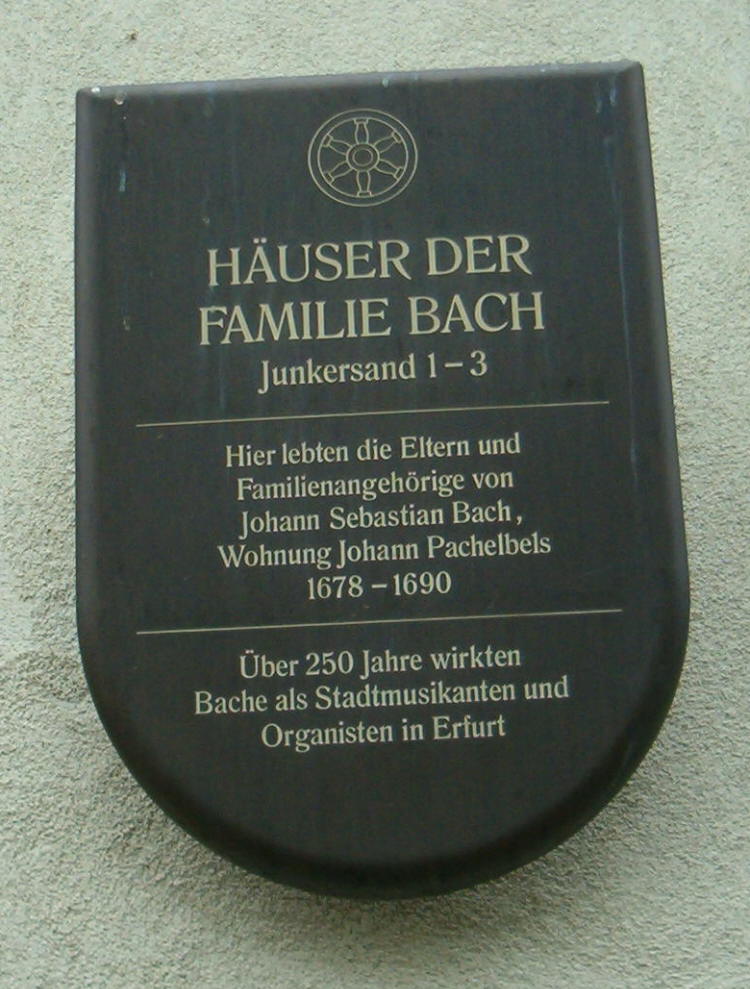 HÄUSER DER
FAMILIE BACH
Junkersand 1–3
Hier lebten die Eltern und
Familienangehörige von
Johann Sebastian Bach,
Wohnung Johann Pachelbels
1678–1690
Über 250 Jahre wirkten
Bache als Stadtmusikanten und
Organisten in Erfurt